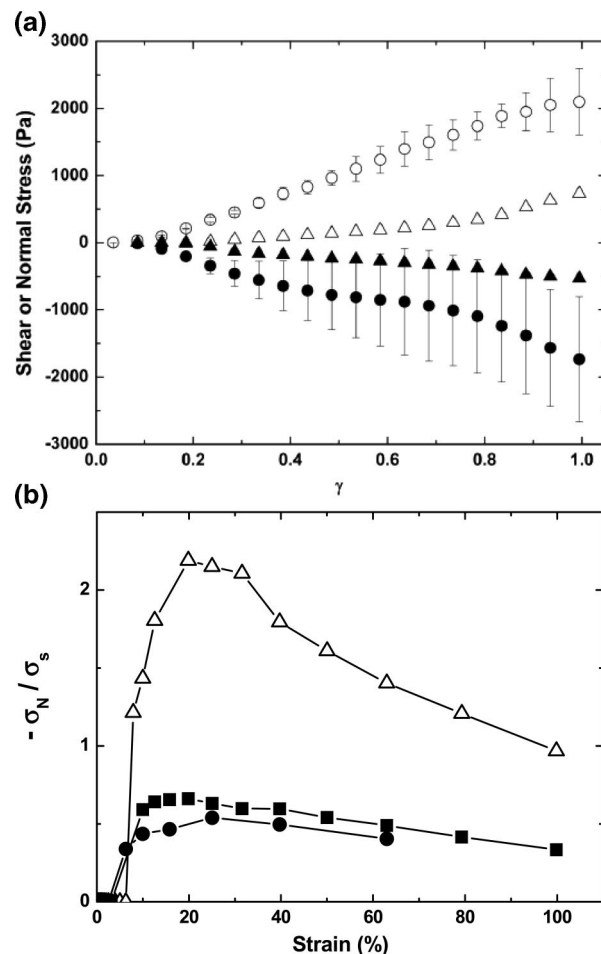 (a)
3000
2000
1000
0
-1000
-2000
-3000
Shear or Normal Stress (Pa)
0.0 0.2 0.4 0.6 0.8 1.0
γ
(b)
2
1
0
- σN / σs
0 20 40 60 80 100
Strain (%)